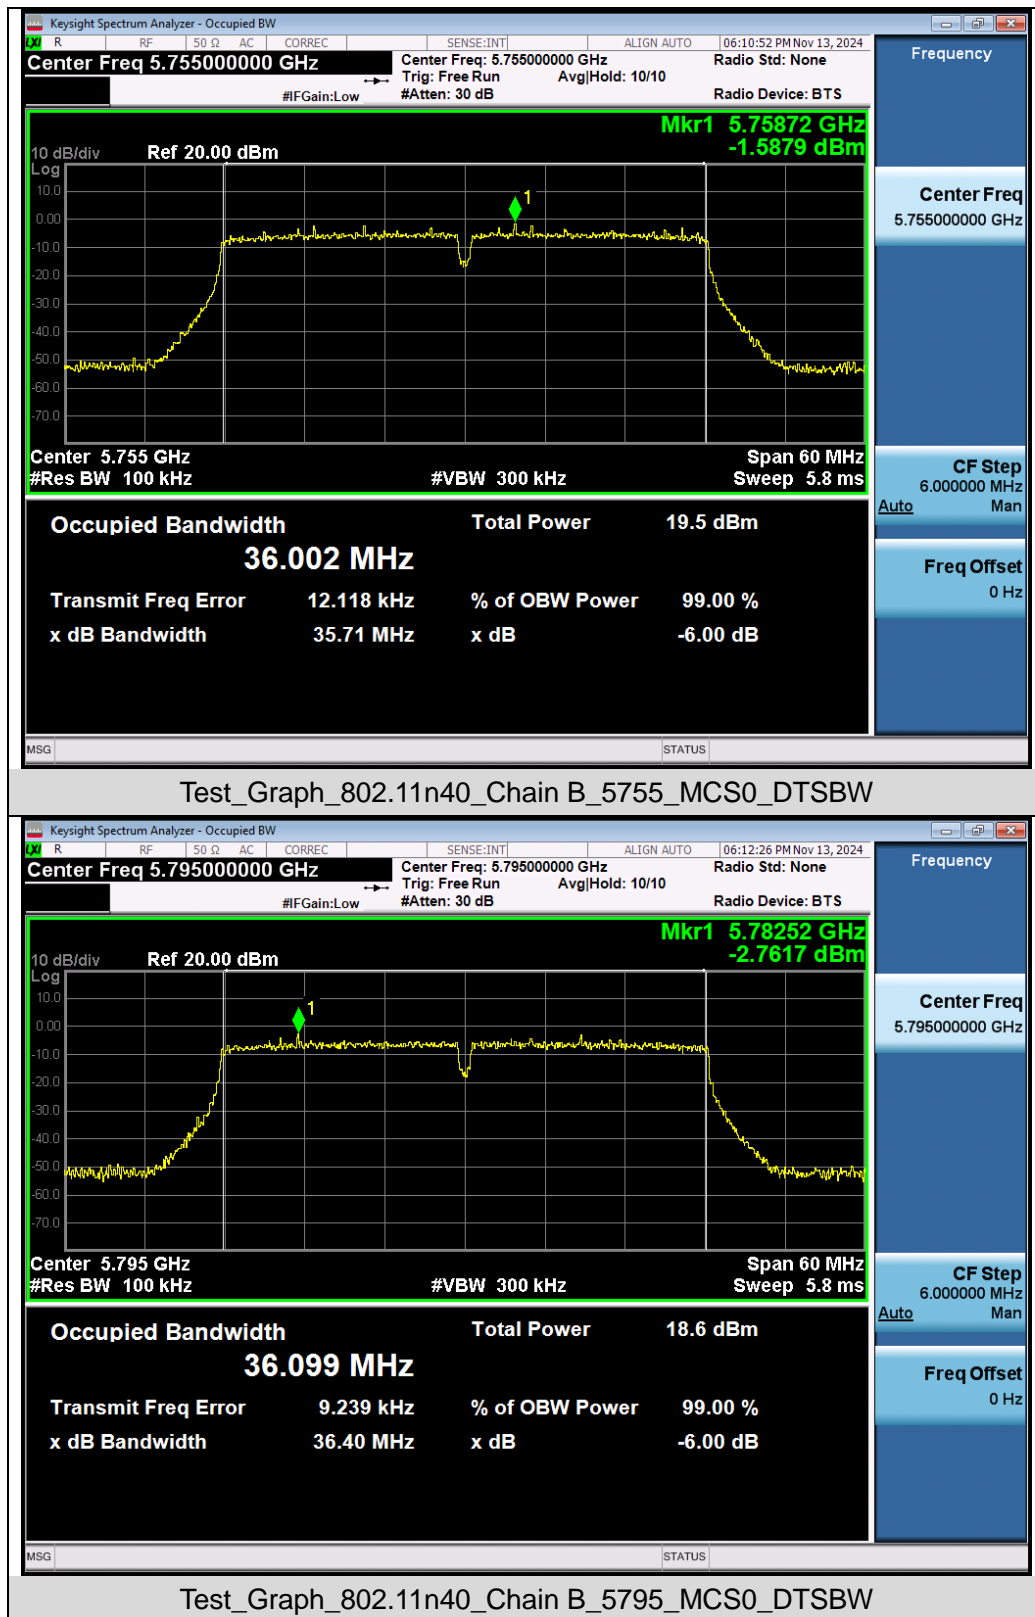 Keysight Spectrum Analyzer - Occupied BW
LXI R RF 50 Ω AC CORREC SENSE:INT ALIGN AUTO 06:10:52 PM Nov 13, 2024
Center Freq 5.755000000 GHz Center Freq: 5.755000000 GHz Radio Std: None
Trig: Free Run Avg|Hold: 10/10
#IFGain:Low #Atten: 30 dB Radio Device: BTS
Frequency
Mkr1 5.75872 GHz
-1.5879 dBm
10 dB/div Ref 20.00 dBm
Log
10.0
0.00
-10.0
-20.0
-30.0
-40.0
-50.0
-60.0
-70.0
1
Center Freq
5.755000000 GHz
Center 5.755 GHz Span 60 MHz
#Res BW 100 kHz #VBW 300 kHz Sweep 5.8 ms
CF Step
6.000000 MHz
Auto Man
Occupied Bandwidth Total Power 19.5 dBm
36.002 MHz
Freq Offset
0 Hz
Transmit Freq Error 12.118 kHz % of OBW Power 99.00 %
x dB Bandwidth 35.71 MHz x dB -6.00 dB
MSG STATUS
Test_Graph_802.11n40_Chain B_5755_MCS0_DTSBW
Keysight Spectrum Analyzer - Occupied BW
LXI R RF 50 Ω AC CORREC SENSE:INT ALIGN AUTO 06:12:26 PM Nov 13, 2024
Center Freq 5.795000000 GHz Center Freq: 5.795000000 GHz Radio Std: None
Trig: Free Run Avg|Hold: 10/10
#IFGain:Low #Atten: 30 dB Radio Device: BTS
Frequency
Mkr1 5.78252 GHz
-2.7617 dBm
10 dB/div Ref 20.00 dBm
Log
10.0
0.00
-10.0
-20.0
-30.0
-40.0
-50.0
-60.0
-70.0
1
Center Freq
5.795000000 GHz
Center 5.795 GHz Span 60 MHz
#Res BW 100 kHz #VBW 300 kHz Sweep 5.8 ms
CF Step
6.000000 MHz
Auto Man
Occupied Bandwidth Total Power 18.6 dBm
36.099 MHz
Freq Offset
0 Hz
Transmit Freq Error 9.239 kHz % of OBW Power 99.00 %
x dB Bandwidth 36.40 MHz x dB -6.00 dB
MSG STATUS
Test_Graph_802.11n40_Chain B_5795_MCS0_DTSBW